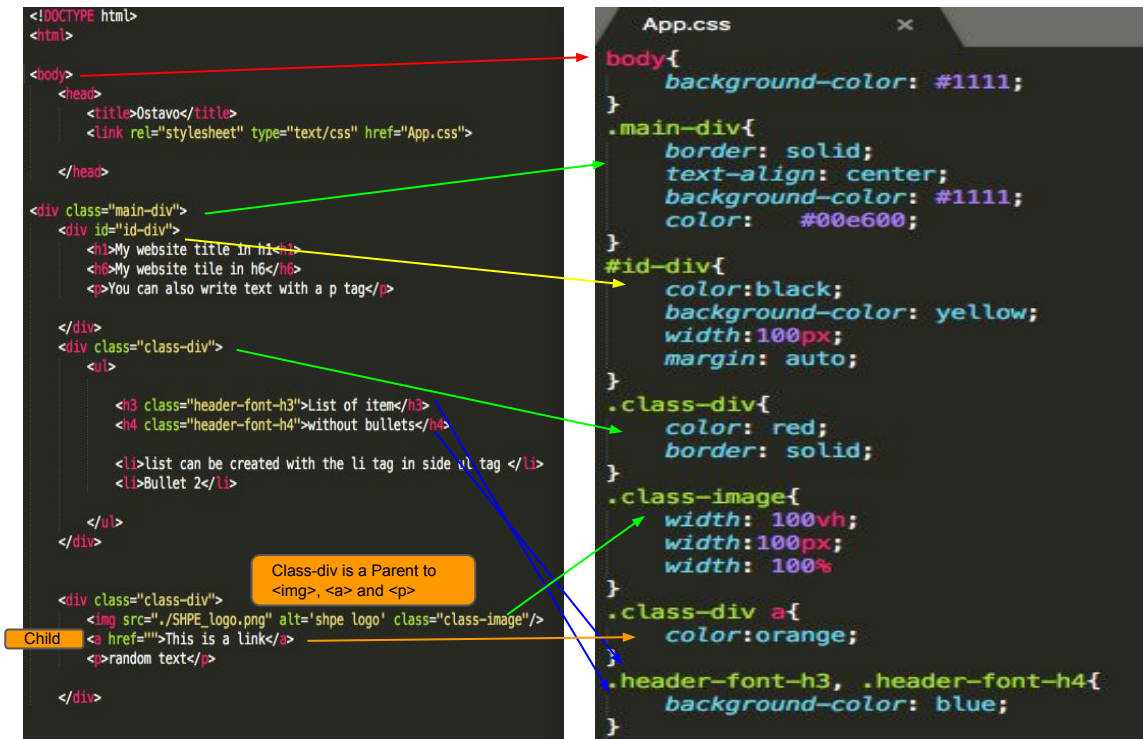 <!DOCTYPE html>
<html>
<body>
<head>
<title>Ostavo</title>
<link rel="stylesheet" type="text/css" href="App.css">
</head>
<div class="main-div">
<div id="id-div">
<h1>My website title in h1<h1>
<h6>My website tile in h6</h6>
<p>You can also write text with a p tag</p>
</div>
<div class="class-div">
<ul>
<h3 class="header-font-h3">List of item</h3>
<h4 class="header-font-h4">without bullets</h4>
<li>list can be created with the li tag in side ul tag </li>
<li>Bullet 2</li>
</ul>
</div>
Class-div is a Parent to
<img>, <a> and <p>
<div class="class-div">
<img src="./SHPE_logo.png" alt='shpe logo' class="class-image"/>
Child
<a href="">This is a link</a>
<p>random text</p>
</div>
App.css ×
body{
background-color: #1111;
}
.main-div{
border: solid;
text-align: center;
background-color: #1111;
color: #00e600;
}
#id-div{
color:black;
background-color: yellow;
width:100px;
margin: auto;
}
.class-div{
color: red;
border: solid;
}
.class-image{
width: 100vh;
width:100px;
width: 100%
}
.class-div a{
color:orange;
}
.header-font-h3, .header-font-h4{
background-color: blue;
}